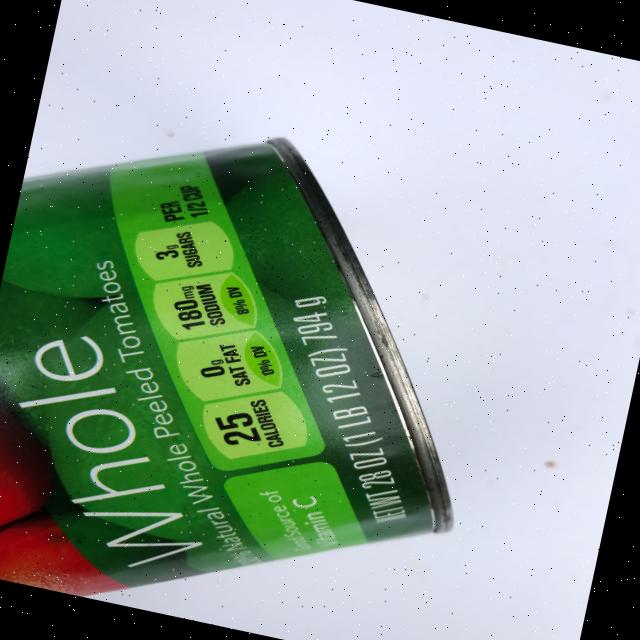 Whole
Natural Whole Peeled Tomatoes
PER
1/2 CUP
25
CALORIES
0g
SAT FAT
0% DV
180mg
SODIUM
8% DV
3g
SUGARS
Source of
C
NET WT 28 OZ (1 LB 12 OZ) 794 g